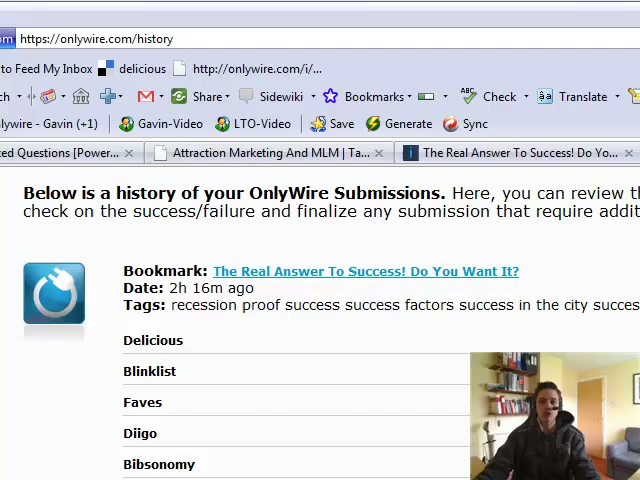 om https://onlywire.com/history
to Feed My Inbox delicious http://onlywire.com/i/...
ch Share Sidewiki Bookmarks ABC Check âä Translate
lywire - Gavin (+1) Gavin-Video LTO-Video Save Generate Sync
ed Questions [Power... Attraction Marketing And MLM | Ta... The Real Answer To Success! Do Yo...
Below is a history of your OnlyWire Submissions. Here, you can review th
check on the success/failure and finalize any submission that require addit
Bookmark: The Real Answer To Success! Do You Want It?
Date: 2h 16m ago
Tags: recession proof success success factors success in the city succes
Delicious
Blinklist
Faves
Diigo
Bibsonomy